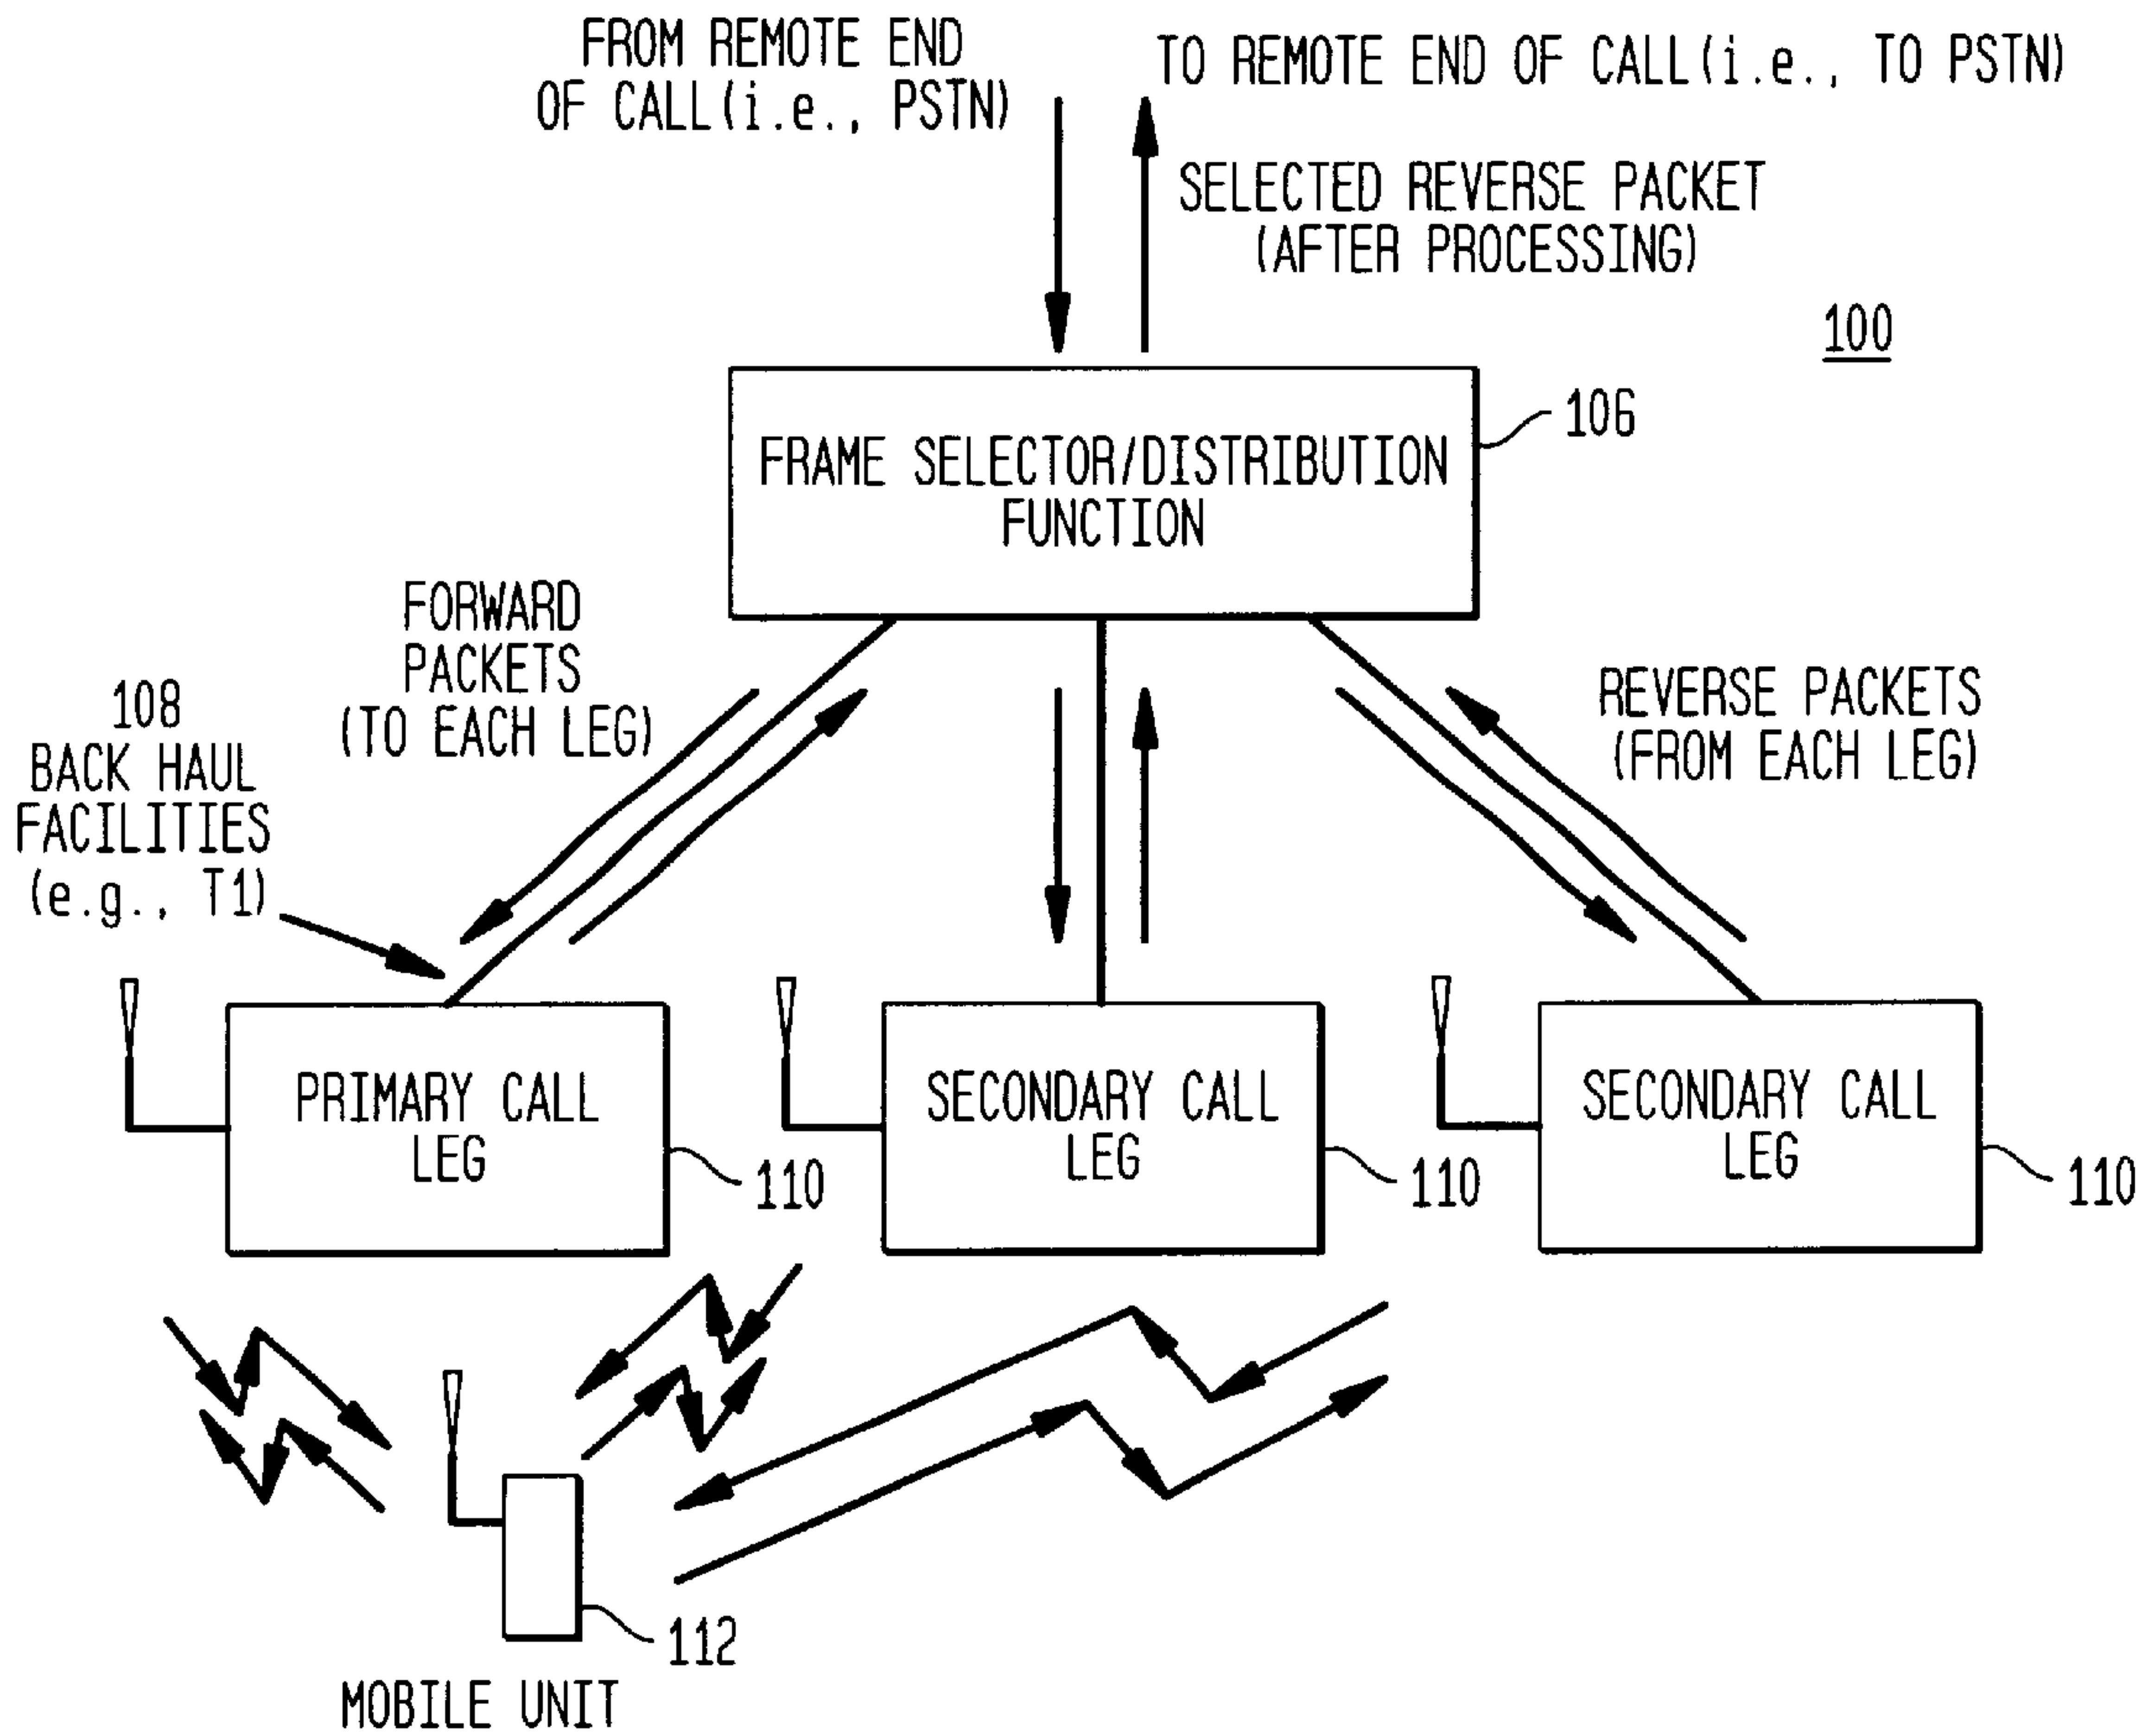 FROM REMOTE END
OF CALL(i.e., PSTN)
TO REMOTE END OF CALL(i.e., TO PSTN)
SELECTED REVERSE PACKET
(AFTER PROCESSING)
100
106
FRAME SELECTOR/DISTRIBUTION
FUNCTION
FORWARD
PACKETS
(TO EACH LEG)
108
BACK HAUL
FACILITIES
(e.g., T1)
REVERSE PACKETS
(FROM EACH LEG)
PRIMARY CALL
LEG
110
SECONDARY CALL
LEG
110
SECONDARY CALL
LEG
110
112
MOBILE UNIT